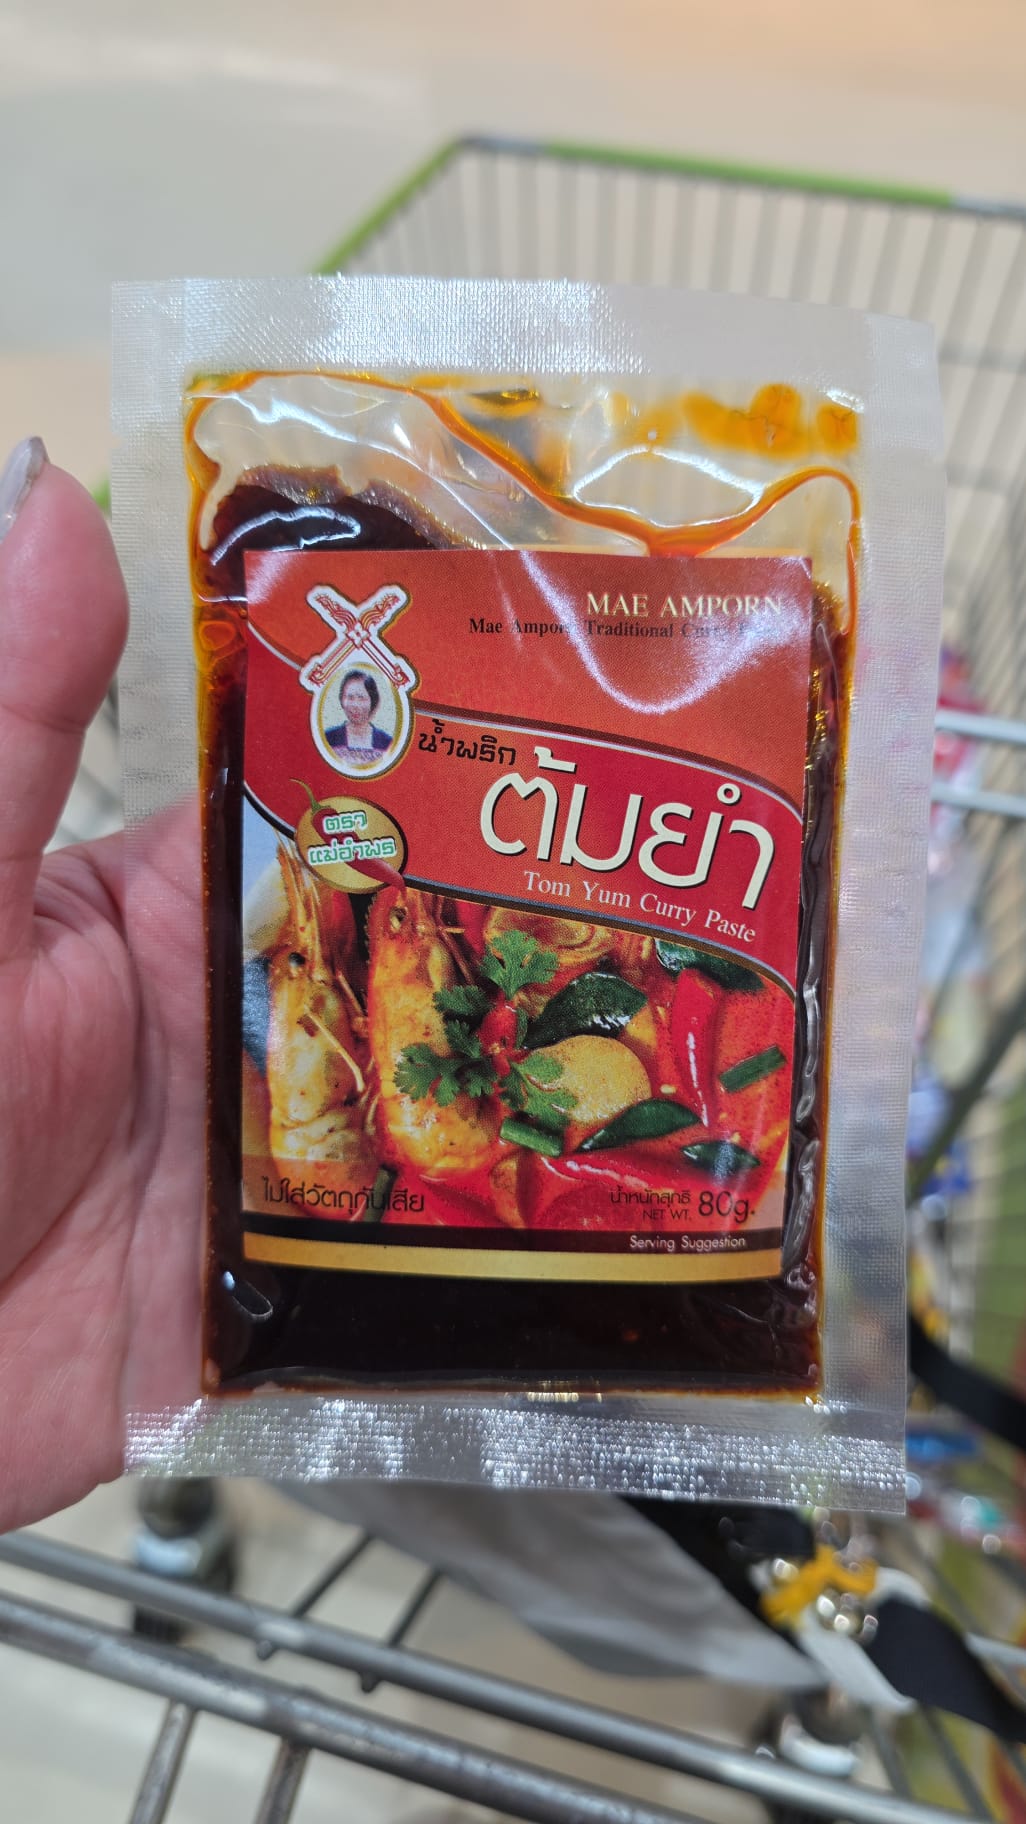 MAE AMPORN
Mae Amporn Traditional Curry
น้ำพริก
ต้มยำ
Tom Yum Curry Paste
ตรา
แม่อำพร
ไม่ใส่วัตถุกันเสีย
น้ำหนักสุทธิ
NET WT. 80g.
Serving Suggestion